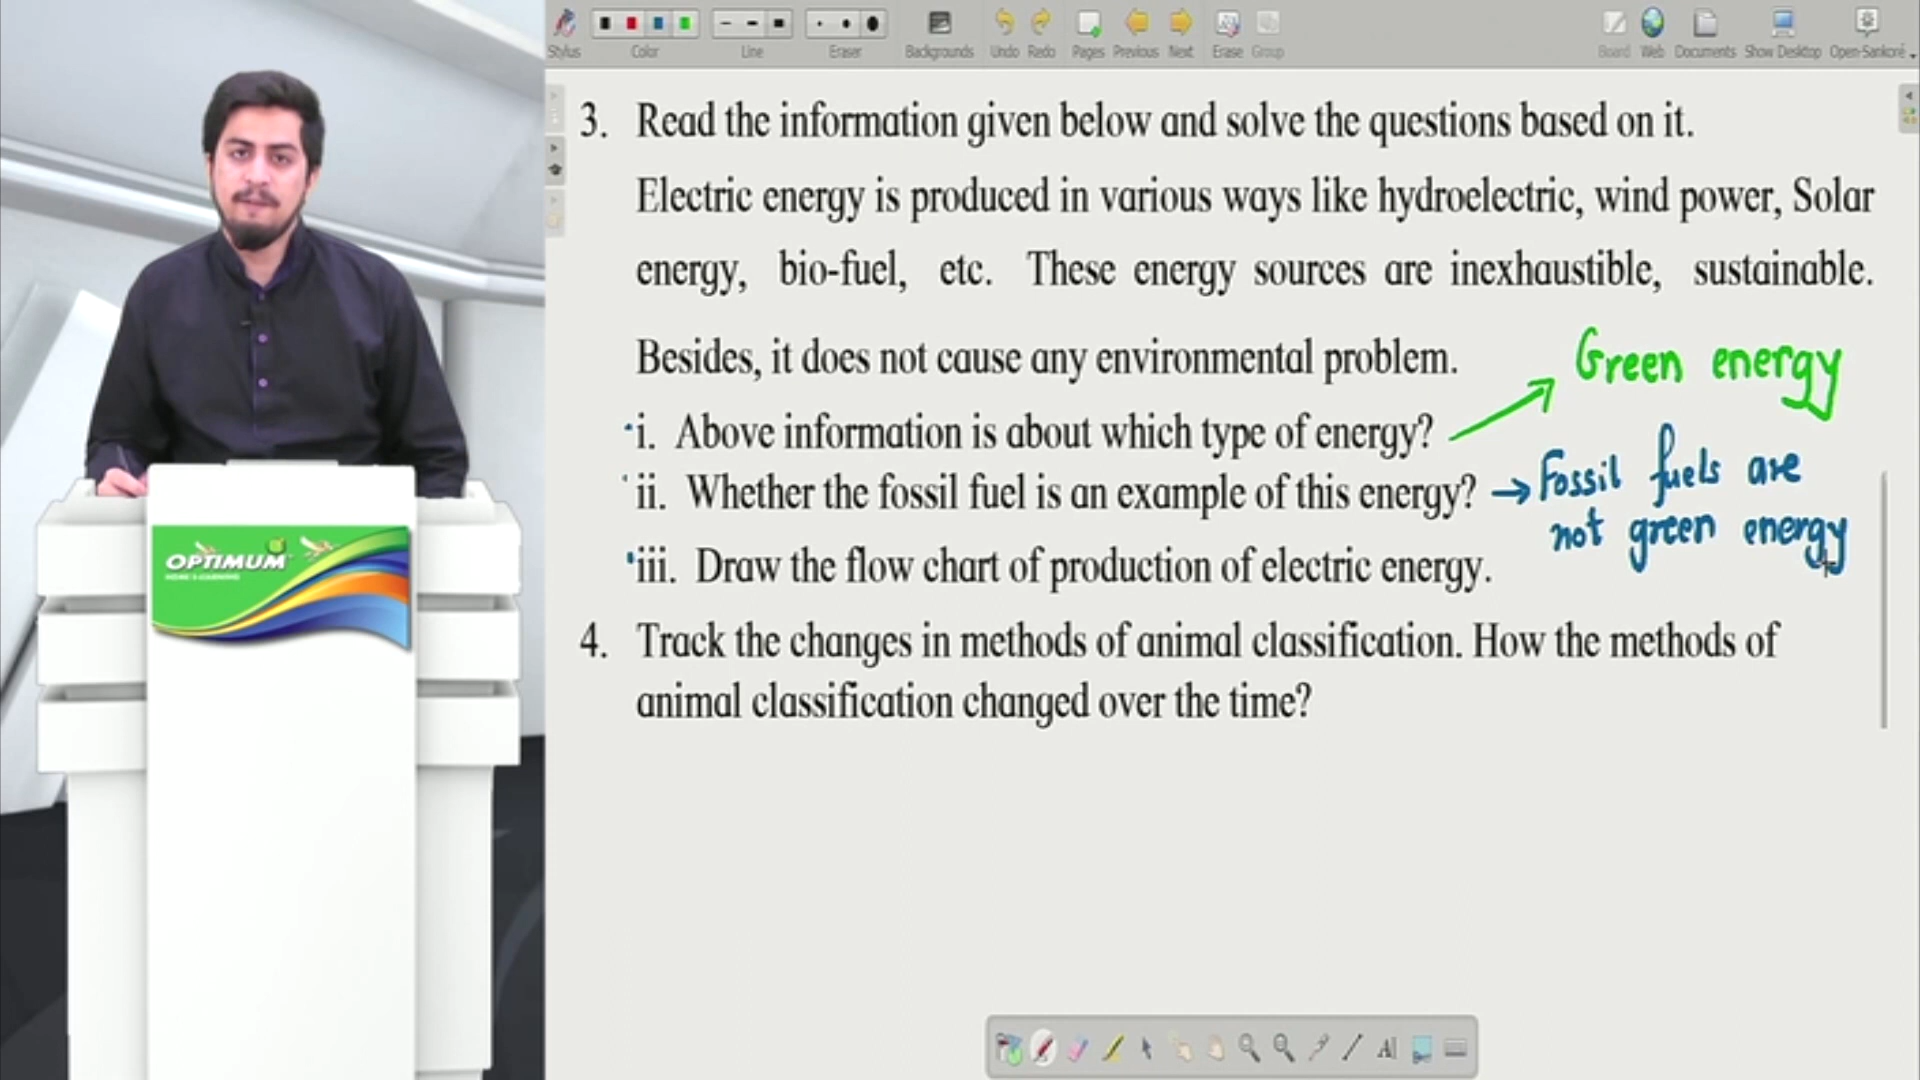 Stylus Color Line Eraser Backgrounds Undo Redo Pages Previous Next Erase Group Board Web Documents Show Desktop Open-Sankoré
3. Read the information given below and solve the questions based on it.
Electric energy is produced in various ways like hydroelectric, wind power, Solar
energy, bio-fuel, etc. These energy sources are inexhaustible, sustainable.
Besides, it does not cause any environmental problem.
Green energy
i. Above information is about which type of energy?
ii. Whether the fossil fuel is an example of this energy?
Fossil fuels are
not green energy
iii. Draw the flow chart of production of electric energy.
4. Track the changes in methods of animal classification. How the methods of
animal classification changed over the time?
OPTIMUM